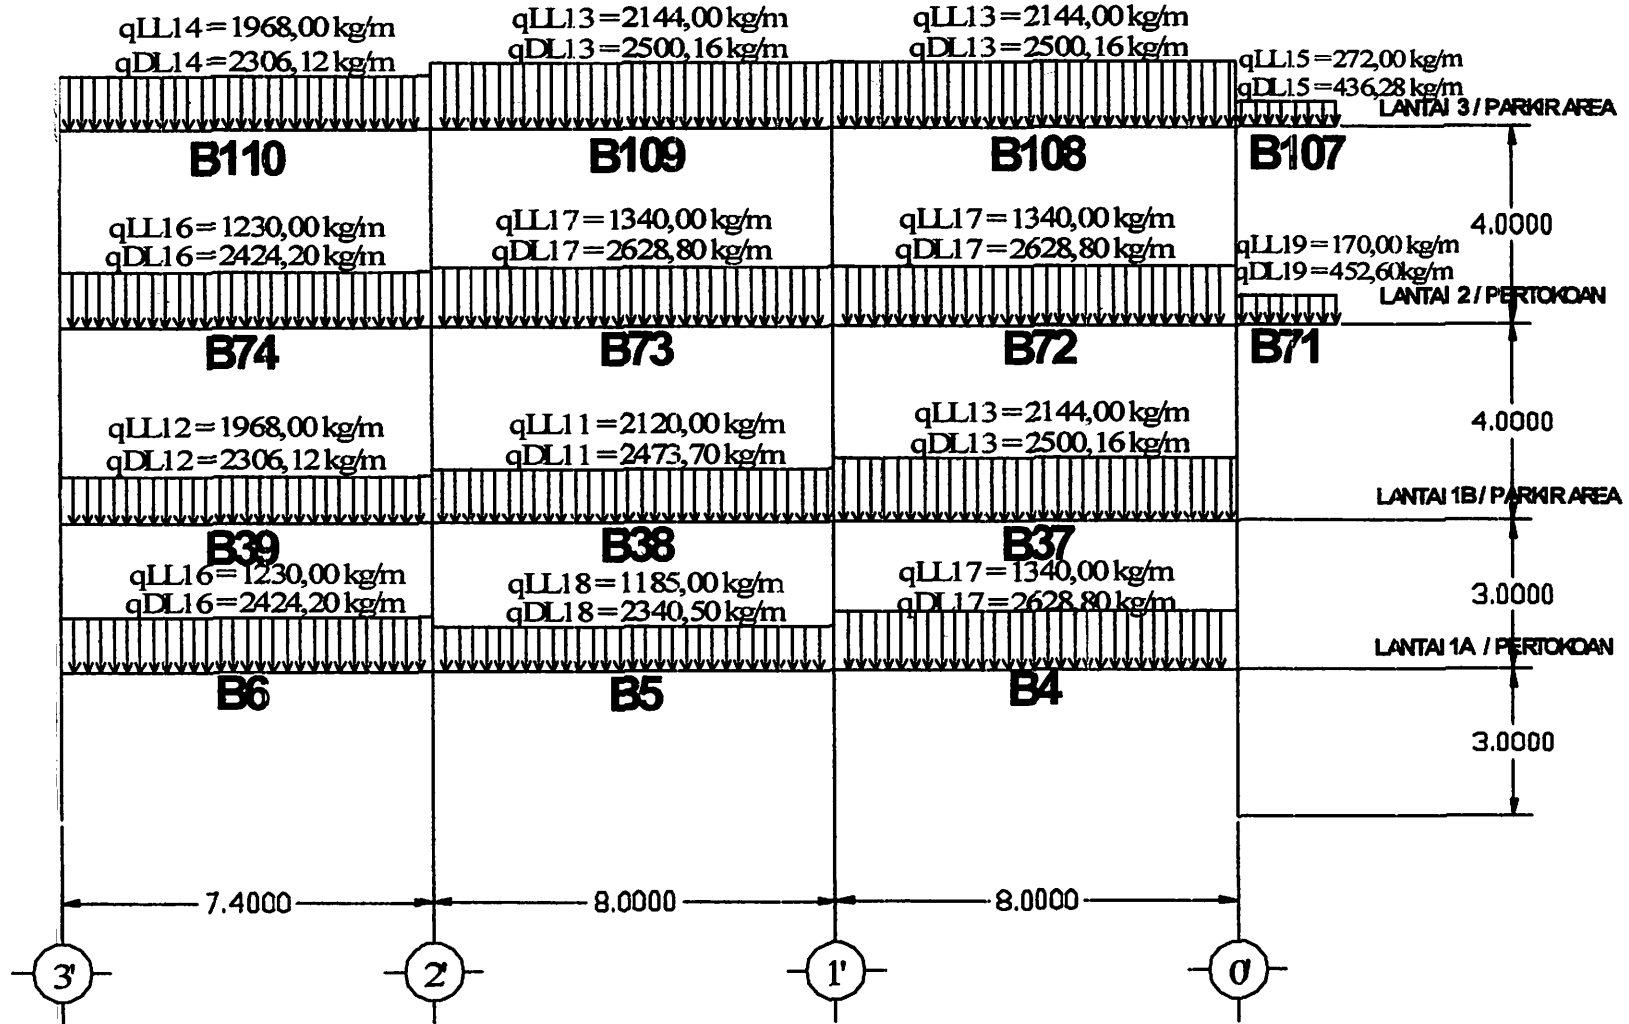 qLL14=1968,00 kg/m
qDL14=2306,12 kg/m
qLL13=2144,00 kg/m
qDL13=2500,16 kg/m
qLL13=2144,00 kg/m
qDL13=2500,16 kg/m
qLL15=272,00 kg/m
qDL15=436,28 kg/m
LANTAI 3 / PARKIR AREA
B110
B109
B108
B107
4.0000
qLL16=1230,00 kg/m
qDL16=2424,20 kg/m
qLL17=1340,00 kg/m
qDL17=2628,80 kg/m
qLL17=1340,00 kg/m
qDL17=2628,80 kg/m
qLL19=170,00 kg/m
qDL19=452,60kg/m
LANTAI 2 / PERTOKOAN
B74
B73
B72
B71
4.0000
qLL12=1968,00 kg/m
qDL12=2306,12 kg/m
qLL11=2120,00 kg/m
qDL11=2473,70 kg/m
qLL13=2144,00 kg/m
qDL13=2500,16 kg/m
LANTAI 1B / PARKIR AREA
B39
B38
B37
3.0000
qLL16=1230,00 kg/m
qDL16=2424,20 kg/m
qLL18=1185,00 kg/m
qDL18=2340,50 kg/m
qLL17=1340,00 kg/m
qDL17=2628,80 kg/m
LANTAI 1A / PERTOKOAN
B6
B5
B4
3.0000
7.4000
8.0000
8.0000
3'
2'
1'
0'